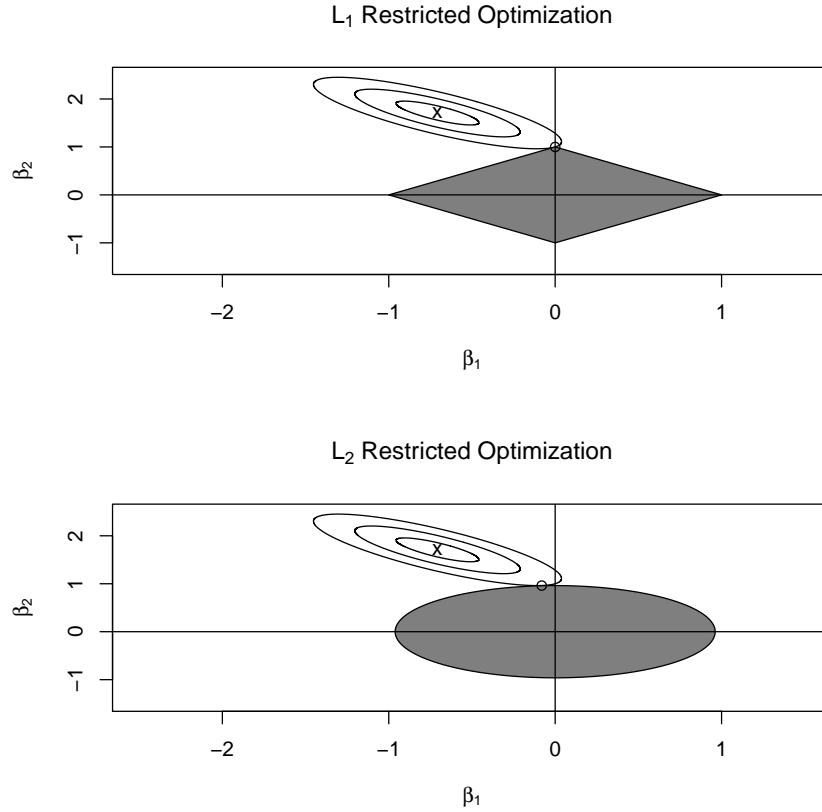 L₁ Restricted Optimization
2
1
0
−1
β₂
x
−2
−1
0
1
β₁
L₂ Restricted Optimization
2
1
0
−1
β₂
x
−2
−1
0
1
β₁